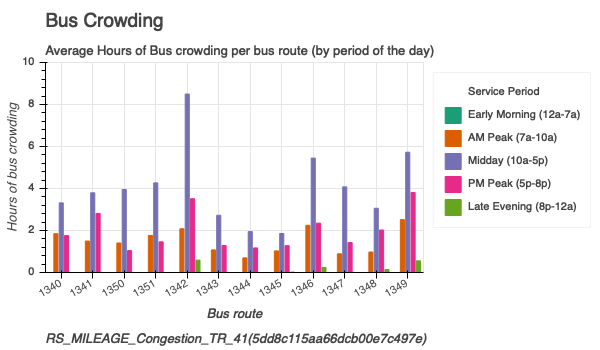 Bus Crowding
Average Hours of Bus crowding per bus route (by period of the day)
10
8
6
4
2
0
Hours of bus crowding
1340
1341
1350
1351
1342
1343
1344
1345
1346
1347
1348
1349
Bus route
Service Period
Early Morning (12a-7a)
AM Peak (7a-10a)
Midday (10a-5p)
PM Peak (5p-8p)
Late Evening (8p-12a)
RS_MILEAGE_Congestion_TR_41(5dd8c115aa66dcb00e7c497e)